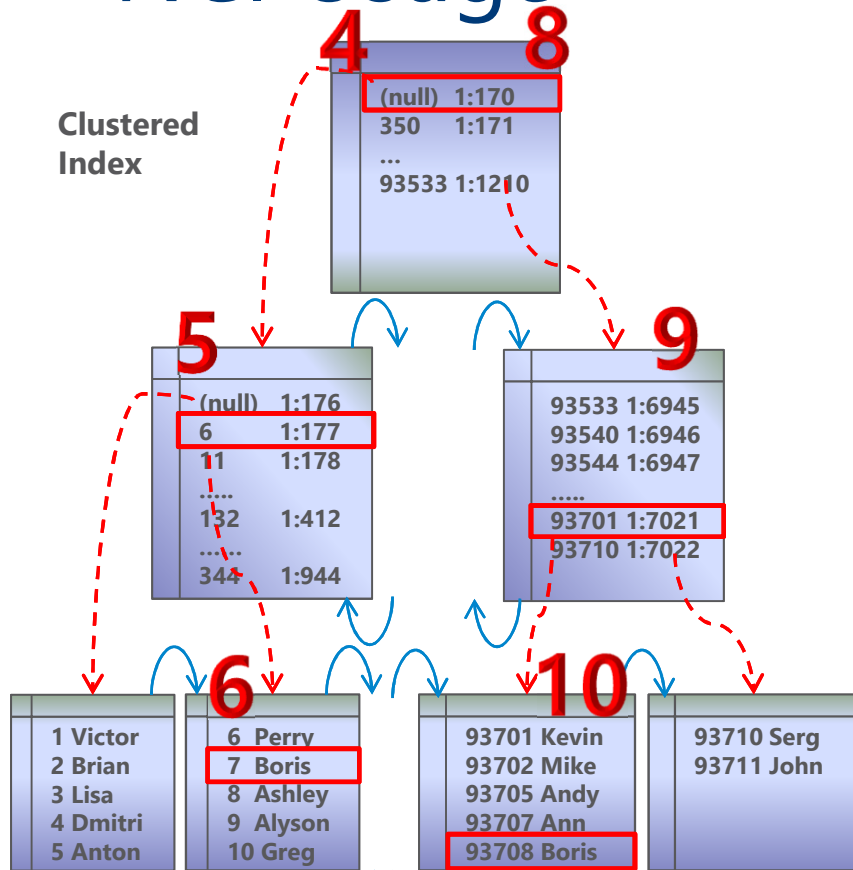 4 8
Clustered
Index
(null) 1:170
350 1:171
...
93533 1:1210
5
(null) 1:176
6 1:177
11 1:178
.....
132 1:412
......
344 1:944
9
93533 1:6945
93540 1:6946
93544 1:6947
.....
93701 1:7021
93710 1:7022
1 Victor
2 Brian
3 Lisa
4 Dmitri
5 Anton
6
6 Perry
7 Boris
8 Ashley
9 Alyson
10 Greg
10
93701 Kevin
93702 Mike
93705 Andy
93707 Ann
93708 Boris
93710 Serg
93711 John